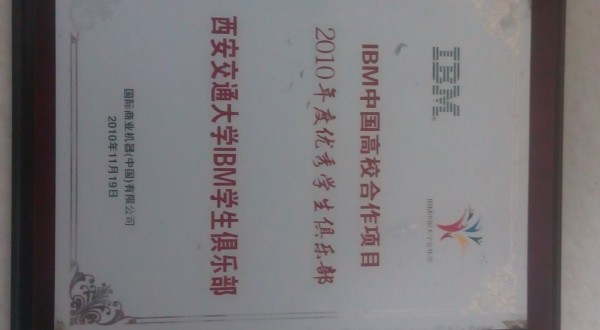 IBM
IBM中国高校合作项目
2010年度优秀学生俱乐部
西安交通大学IBM学生俱乐部
国际商业机器(中国)有限公司
2010年11月19日